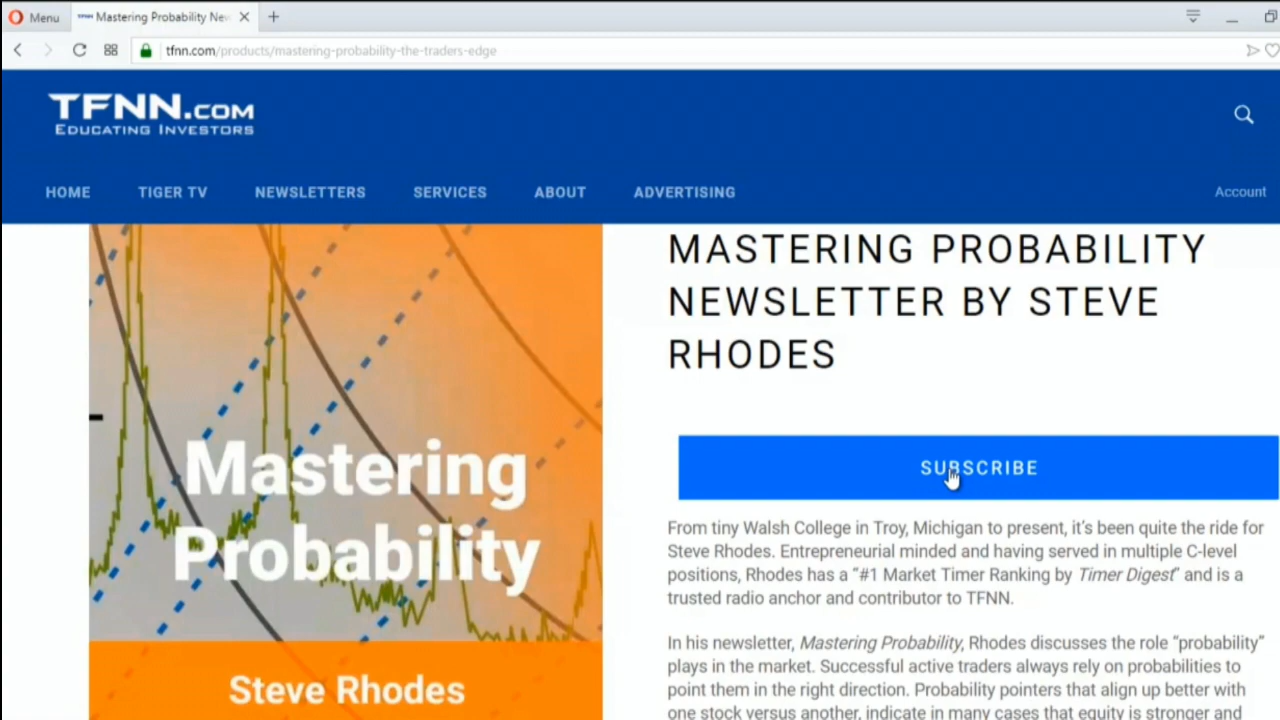 Menu
Mastering Probability New
tfnn.com/products/mastering-probability-the-traders-edge
TFNN.COM
EDUCATING INVESTORS
HOME TIGER TV NEWSLETTERS SERVICES ABOUT ADVERTISING Account
MASTERING PROBABILITY
NEWSLETTER BY STEVE
RHODES
Mastering
Probability
Steve Rhodes
SUBSCRIBE
From tiny Walsh College in Troy, Michigan to present, it's been quite the ride for
Steve Rhodes. Entrepreneurial minded and having served in multiple C-level
positions, Rhodes has a "#1 Market Timer Ranking by Timer Digest" and is a
trusted radio anchor and contributor to TFNN.
In his newsletter, Mastering Probability, Rhodes discusses the role "probability"
plays in the market. Successful active traders always rely on probabilities to
point them in the right direction. Probability pointers that align up better with
one stock versus another, indicate in many cases that equity is stronger and